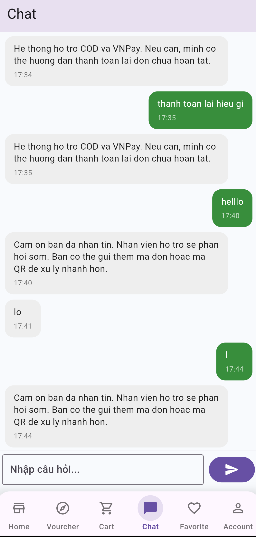 Chat
He thong ho tro COD va VNPay. Neu can, minh co
the huong dan thanh toan lai don chua hoan tat.
17:34
thanh toan lai hieu gi
17:35
He thong ho tro COD va VNPay. Neu can, minh co
the huong dan thanh toan lai don chua hoan tat.
17:35
helllo
17:40
Cam on ban da nhan tin. Nhan vien ho tro se phan
hoi som. Ban co the gui them ma don hoac ma
QR de xu ly nhanh hon.
17:40
lo
17:41
l
17:44
Cam on ban da nhan tin. Nhan vien ho tro se phan
hoi som. Ban co the gui them ma don hoac ma
QR de xu ly nhanh hon.
17:44
Nhập câu hỏi...
Home Vourcher Cart Chat Favorite Account